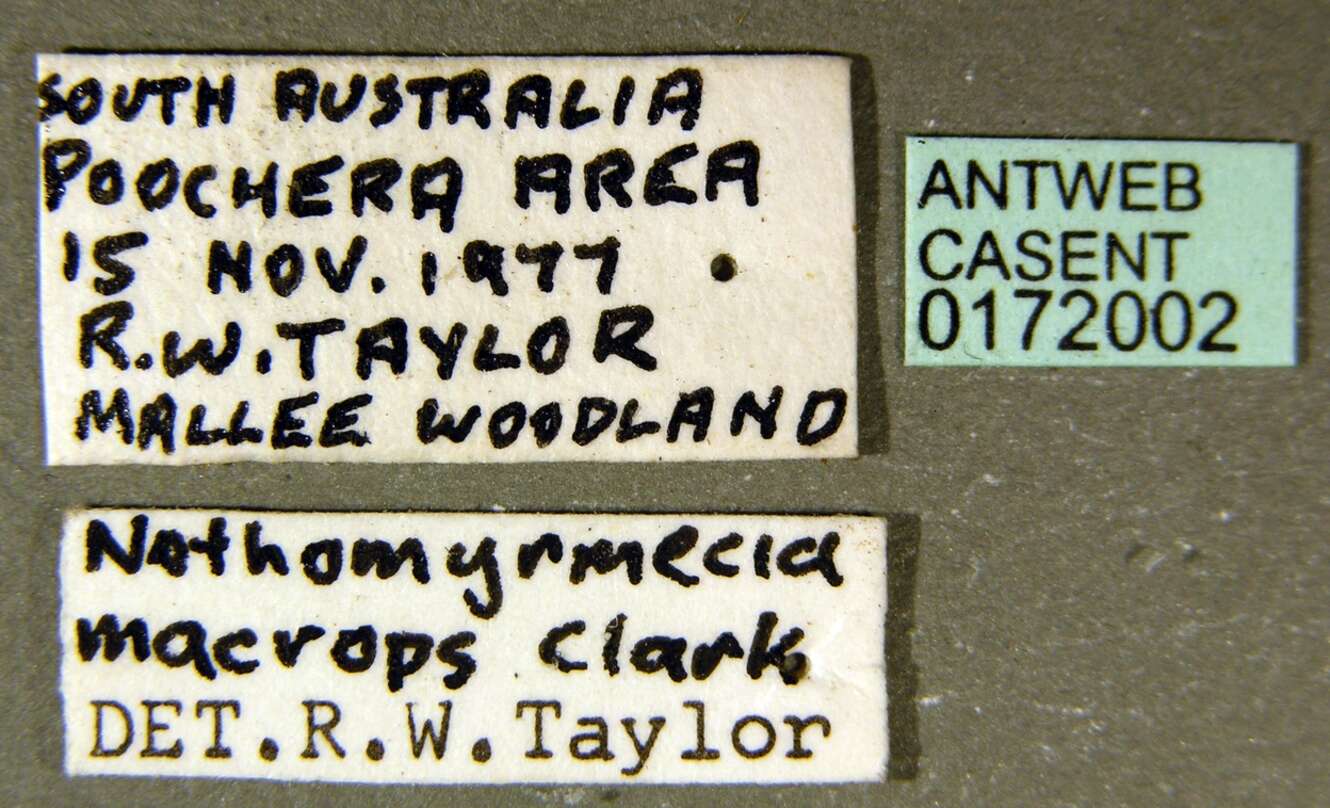 SOUTH AUSTRALIA
POOCHERA AREA
15 NOV. 1977
R.W.TAYLOR
MALLEE WOODLAND
ANTWEB
CASENT
0172002
Nothomyrmecia
macrops Clark
DET.R.W.Taylor